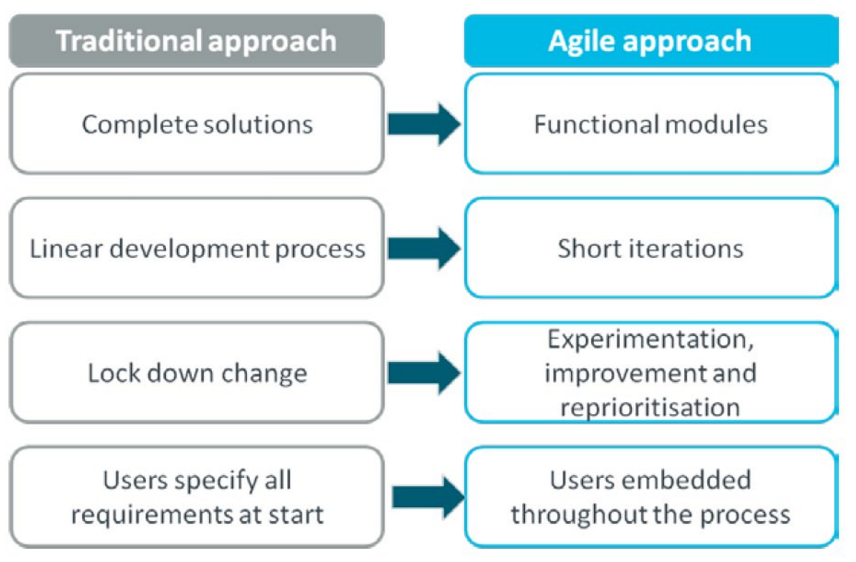 Traditional approach
Agile approach
Complete solutions
Functional modules
Linear development process
Short iterations
Lock down change
Experimentation,
improvement and
reprioritisation
Users specify all
requirements at start
Users embedded
throughout the process